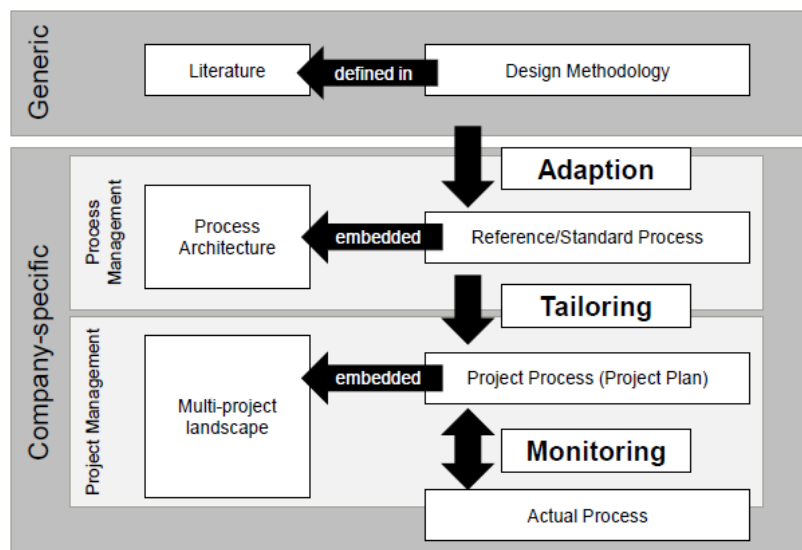 Generic
Literature
defined in
Design Methodology
Adaption
Company-specific
Process
Management
Process
Architecture
embedded
Reference/Standard Process
Tailoring
Project Management
Multi-project
landscape
embedded
Project Process (Project Plan)
Monitoring
Actual Process